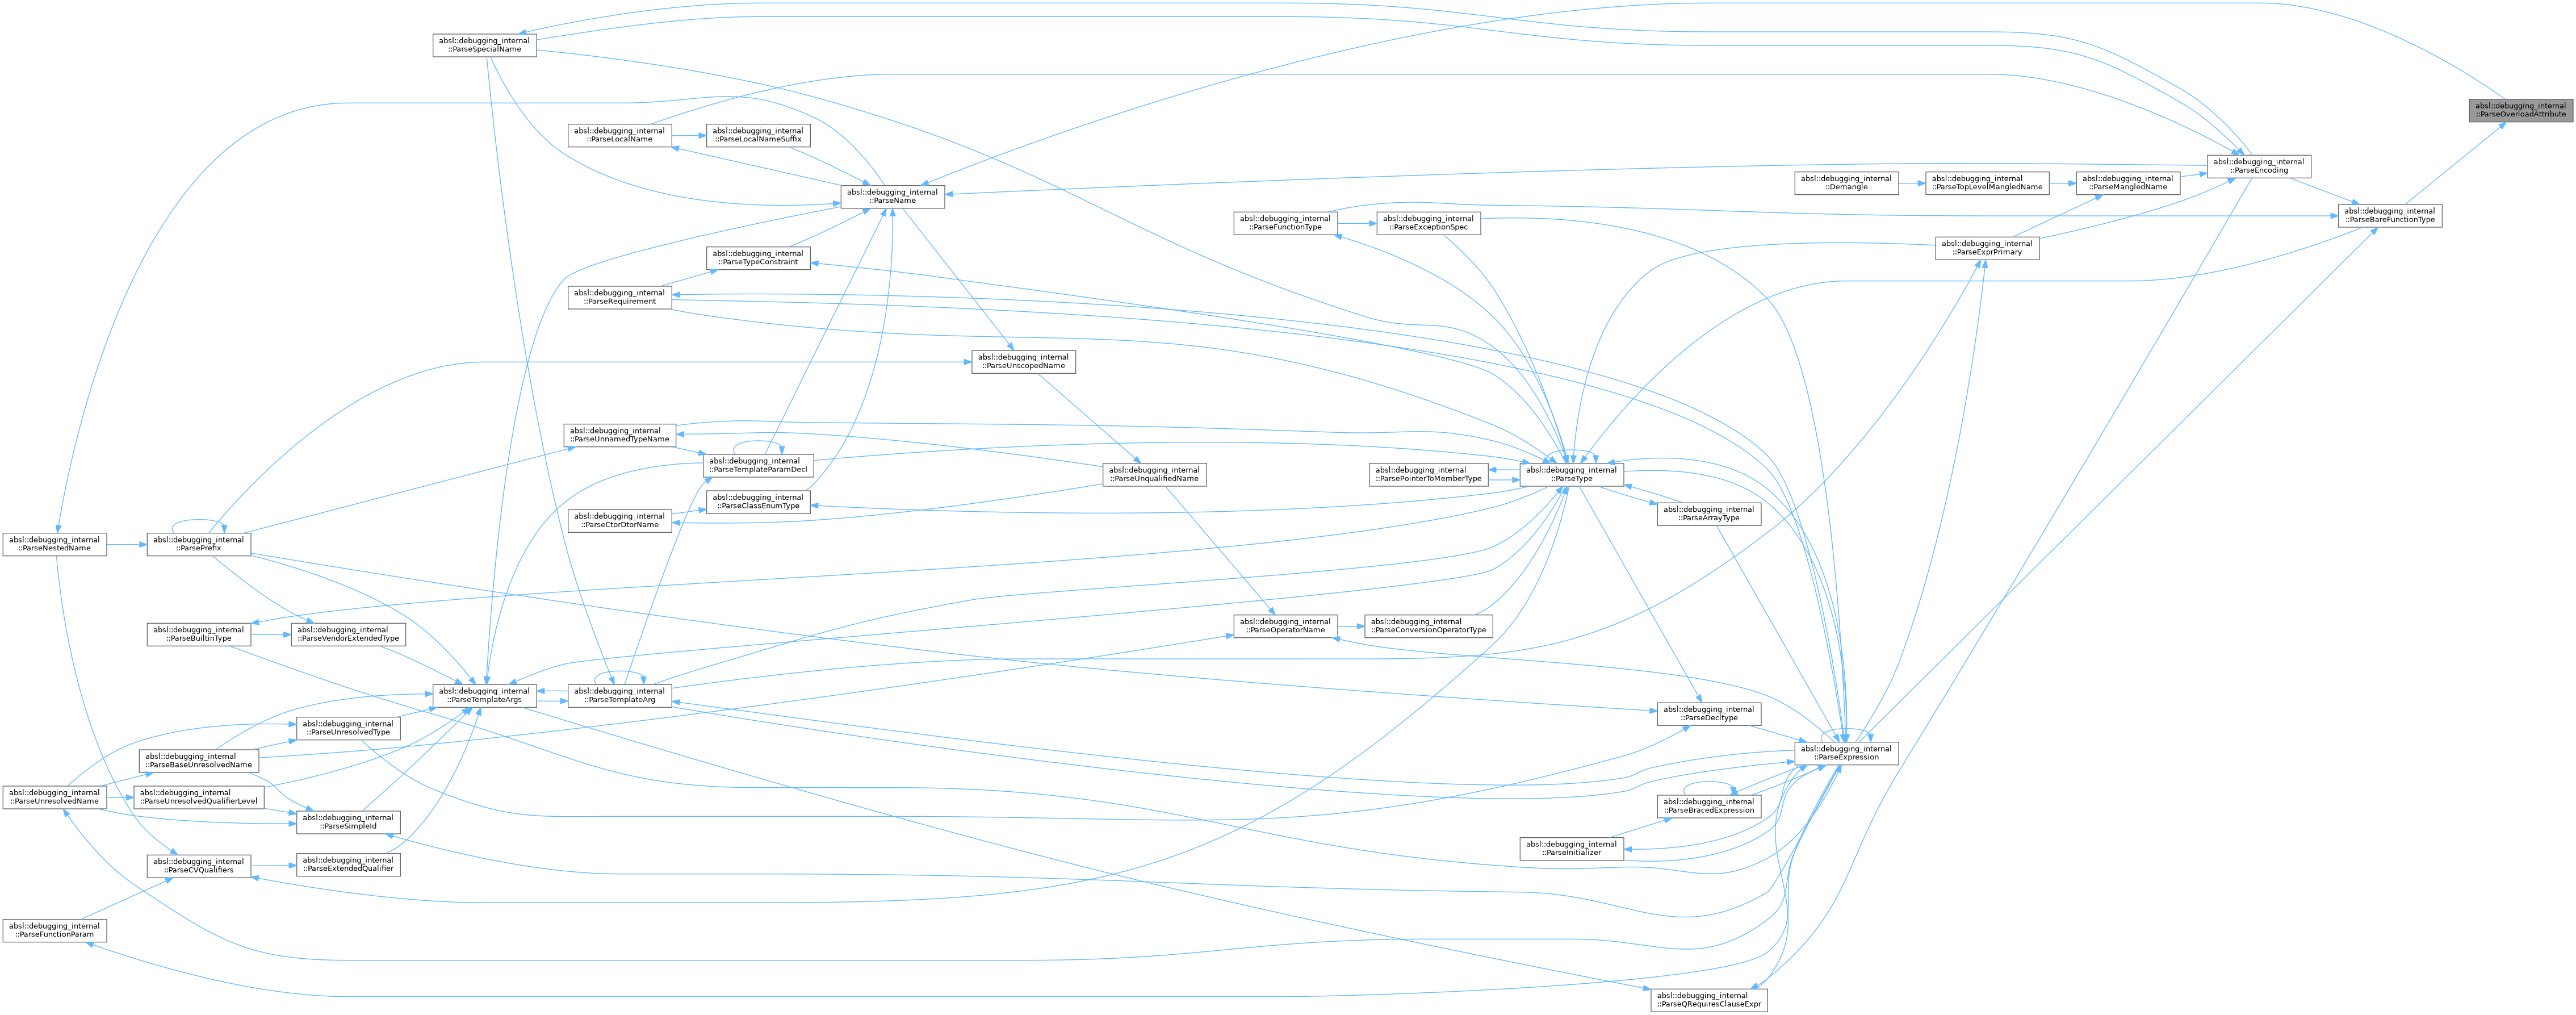 absl::debugging_internal
::ParseSpecialName
absl::debugging_internal
::ParseOverloadAttribute
absl::debugging_internal
::ParseLocalName
absl::debugging_internal
::ParseLocalNameSuffix
absl::debugging_internal
::ParseEncoding
absl::debugging_internal
::Demangle
absl::debugging_internal
::ParseTopLevelMangledName
absl::debugging_internal
::ParseMangledName
absl::debugging_internal
::ParseName
absl::debugging_internal
::ParseFunctionType
absl::debugging_internal
::ParseExceptionSpec
absl::debugging_internal
::ParseBareFunctionType
absl::debugging_internal
::ParseExprPrimary
absl::debugging_internal
::ParseTypeConstraint
absl::debugging_internal
::ParseRequirement
absl::debugging_internal
::ParseUnscopedName
absl::debugging_internal
::ParseUnnamedTypeName
absl::debugging_internal
::ParseTemplateParamDecl
absl::debugging_internal
::ParseUnqualifiedName
absl::debugging_internal
::ParsePointerToMemberType
absl::debugging_internal
::ParseType
absl::debugging_internal
::ParseClassEnumType
absl::debugging_internal
::ParseCtorDtorName
absl::debugging_internal
::ParseArrayType
absl::debugging_internal
::ParseNestedName
absl::debugging_internal
::ParsePrefix
absl::debugging_internal
::ParseBuiltinType
absl::debugging_internal
::ParseVendorExtendedType
absl::debugging_internal
::ParseOperatorName
absl::debugging_internal
::ParseConversionOperatorType
absl::debugging_internal
::ParseTemplateArgs
absl::debugging_internal
::ParseTemplateArg
absl::debugging_internal
::ParseDecltype
absl::debugging_internal
::ParseUnresolvedType
absl::debugging_internal
::ParseBaseUnresolvedName
absl::debugging_internal
::ParseExpression
absl::debugging_internal
::ParseUnresolvedName
absl::debugging_internal
::ParseUnresolvedQualifierLevel
absl::debugging_internal
::ParseBracedExpression
absl::debugging_internal
::ParseSimpleId
absl::debugging_internal
::ParseInitializer
absl::debugging_internal
::ParseCVQualifiers
absl::debugging_internal
::ParseExtendedQualifier
absl::debugging_internal
::ParseFunctionParam
absl::debugging_internal
::ParseQRequiresClauseExpr